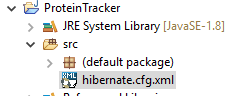 ProteinTracker
JRE System Library [JavaSE-1.8]
src
(default package)
hibernate.cfg.xml